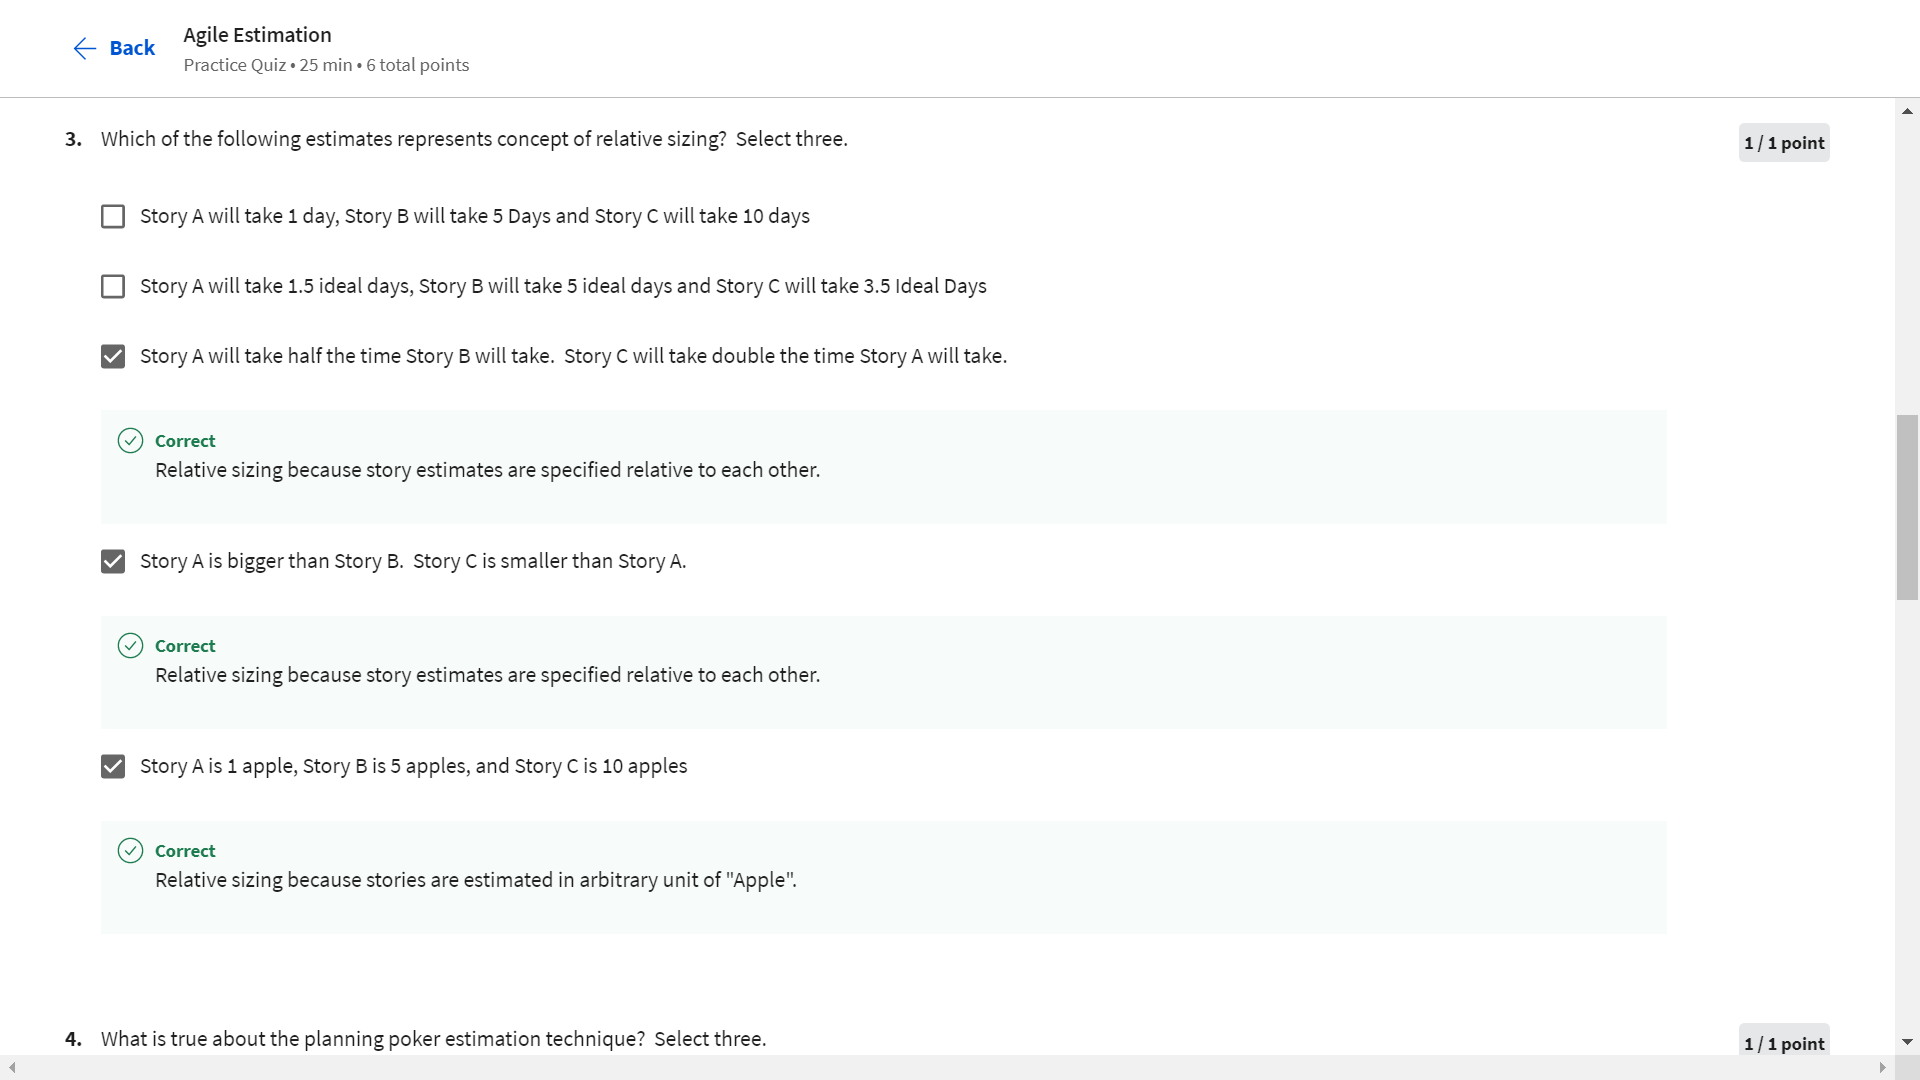 Back
Agile Estimation
Practice Quiz • 25 min • 6 total points
3. Which of the following estimates represents concept of relative sizing? Select three.
1 / 1 point
Story A will take 1 day, Story B will take 5 Days and Story C will take 10 days
Story A will take 1.5 ideal days, Story B will take 5 ideal days and Story C will take 3.5 Ideal Days
Story A will take half the time Story B will take. Story C will take double the time Story A will take.
Correct
Relative sizing because story estimates are specified relative to each other.
Story A is bigger than Story B. Story C is smaller than Story A.
Correct
Relative sizing because story estimates are specified relative to each other.
Story A is 1 apple, Story B is 5 apples, and Story C is 10 apples
Correct
Relative sizing because stories are estimated in arbitrary unit of "Apple".
4. What is true about the planning poker estimation technique? Select three.
1 / 1 point